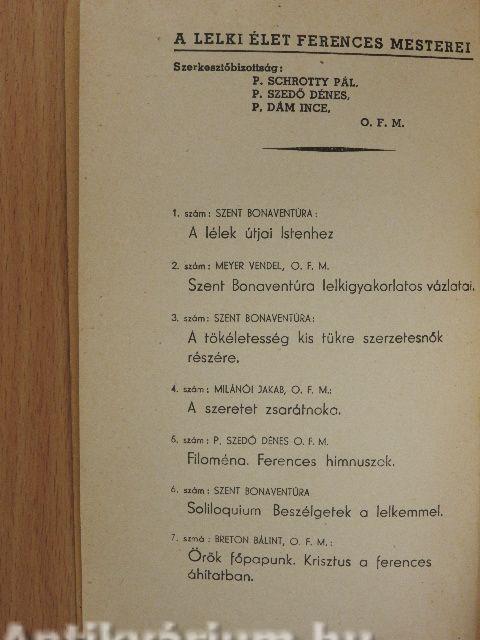 A LELKI ÉLET FERENCES MESTEREI
Szerkesztőbizottság:
P. SCHROTTY PÁL,
P. SZEDŐ DÉNES,
P. DÁM INCE,
O. F. M.
1. szám: SZENT BONAVENTÚRA:
A lélek útjai Istenhez
2. szám: MEYER VENDEL, O. F. M.
Szent Bonaventúra lelkigyakorlatos vázlatai.
3. szám: SZENT BONAVENTÚRA:
A tökéletesség kis tükre szerzetesnők
részére.
4. szám: MILÁNÓI JAKAB, O. F. M.:
A szeretet zsarátnoka.
5. szám: P. SZEDŐ DÉNES O. F. M.
Filoména. Ferences himnuszok.
6. szám: SZENT BONAVENTÚRA
Soliloquium Beszélgetek a lelkemmel.
7. szmá: BRETON BÁLINT, O. F. M.:
Örök főpapunk. Krisztus a ferences
áhítatban.
Antikvárium.hu